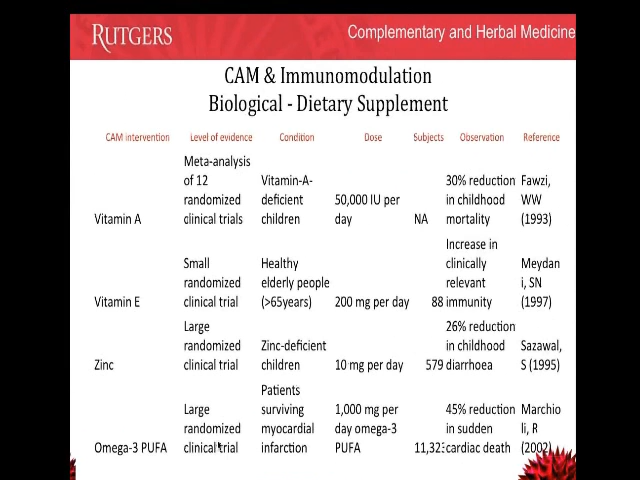 RUTGERS
Complementary and Herbal Medicine
CAM & Immunomodulation
Biological - Dietary Supplement
CAM intervention Level of evidence Condition Dose Subjects Observation Reference
Meta-analysis
of 12 Vitamin-A- 30% reduction Fawzi,
randomized deficient 50,000 IU per in childhood WW
Vitamin A clinical trials children day NA mortality (1993)
Increase in
Small Healthy clinically Meydan
randomized elderly people relevant i, SN
Vitamin E clinical trial (>65years) 200 mg per day 88 immunity (1997)
Large 26% reduction
randomized Zinc-deficient in childhood Sazawal,
Zinc clinical trial children 10 mg per day 579 diarrhoea S (1995)
Patients
Large surviving 1,000 mg per 45% reduction Marchio
randomized myocardial day omega-3 in sudden li, R
Omega-3 PUFA clinical trial infarction PUFA 11,323 cardiac death (2002)